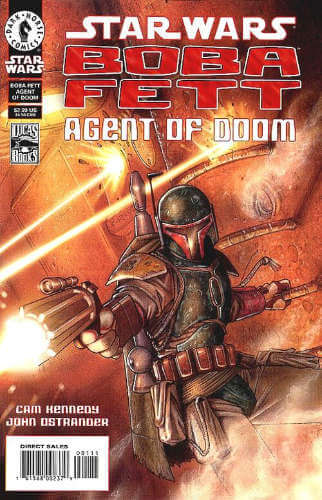 DARK HORSE COMICS
STAR WARS
BOBA FETT
AGENT OF DOOM
$2.99 US
LUCAS BOOKS
STAR WARS
BOBA
FETT
AGENT OF DOOM
CAM KENNEDY
JOHN OSTRANDER
DIRECT SALES
00111